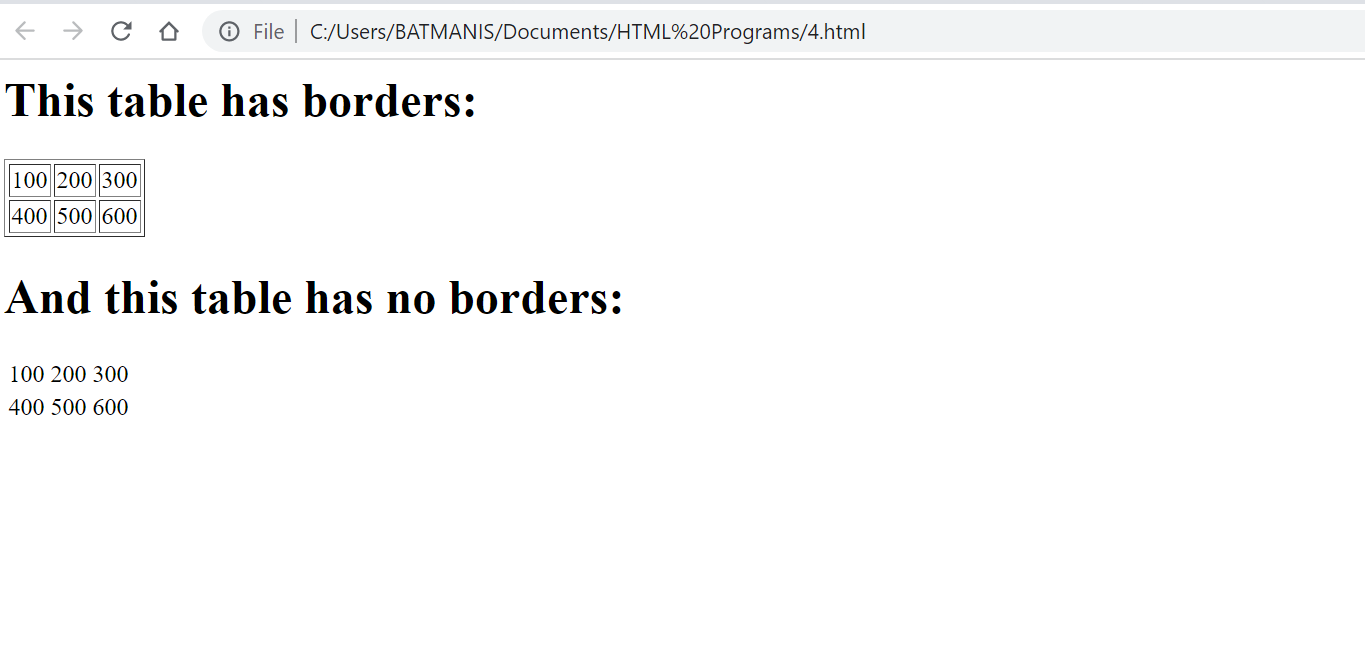 File | C:/Users/BATMANIS/Documents/HTML%20Programs/4.html
This table has borders:
100 200 300
400 500 600
And this table has no borders:
100 200 300
400 500 600